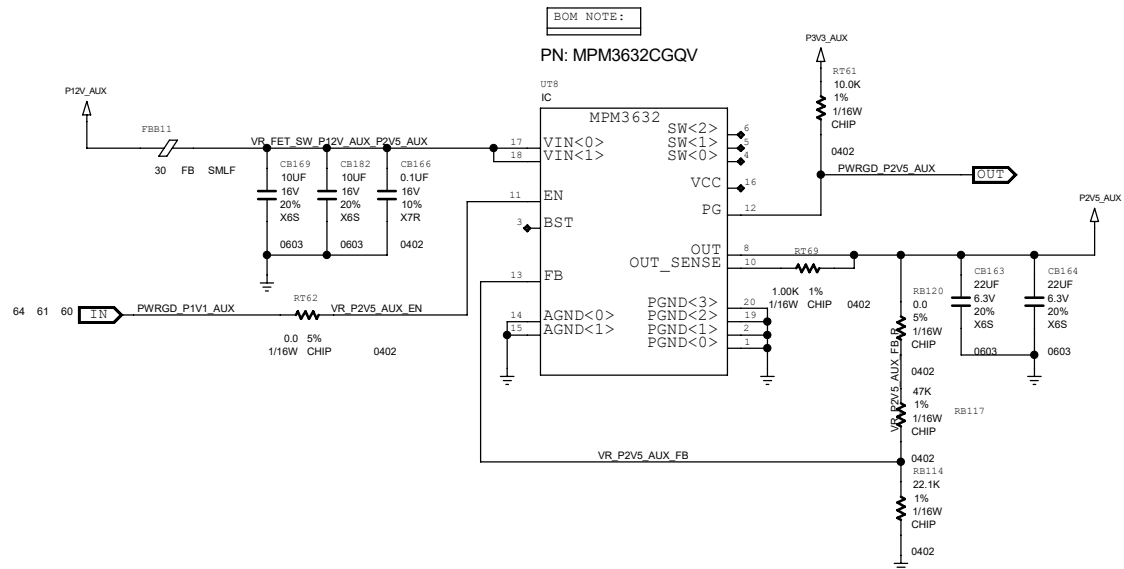 BOM NOTE:
PN: MPM3632CGQV
P3V3_AUX
UT8
IC
RT61
10.0K
1%
1/16W
CHIP
0402
P12V_AUX
FBB11
30 FB SMLF
VR_FET_SW_P12V_AUX_P2V5_AUX
CB169
10UF
16V
20%
X6S
0603
CB182
10UF
16V
20%
X6S
0603
CB166
0.1UF
16V
10%
X7R
0402
MPM3632
17 VIN<0>
18 VIN<1>
11 EN
3 BST
13 FB
14 AGND<0>
15 AGND<1>
SW<2> 6
SW<1> 5
SW<0> 4
VCC 16
PG 12
OUT 8
OUT_SENSE 10
PGND<3> 20
PGND<2> 19
PGND<1> 2
PGND<0> 1
PWRGD_P2V5_AUX
OUT
P2V5_AUX
RT69
1.00K 1%
1/16W CHIP 0402
64 61 60 IN
PWRGD_P1V1_AUX
RT62
VR_P2V5_AUX_EN
0.0 5%
1/16W CHIP 0402
RB120
0.0
5%
1/16W
CHIP
0402
CB163
22UF
6.3V
20%
X6S
0603
CB164
22UF
6.3V
20%
X6S
0603
VR_P2V5_AUX_FB_R
47K
1%
1/16W
CHIP
0402
RB117
VR_P2V5_AUX_FB
RB114
22.1K
1%
1/16W
CHIP
0402